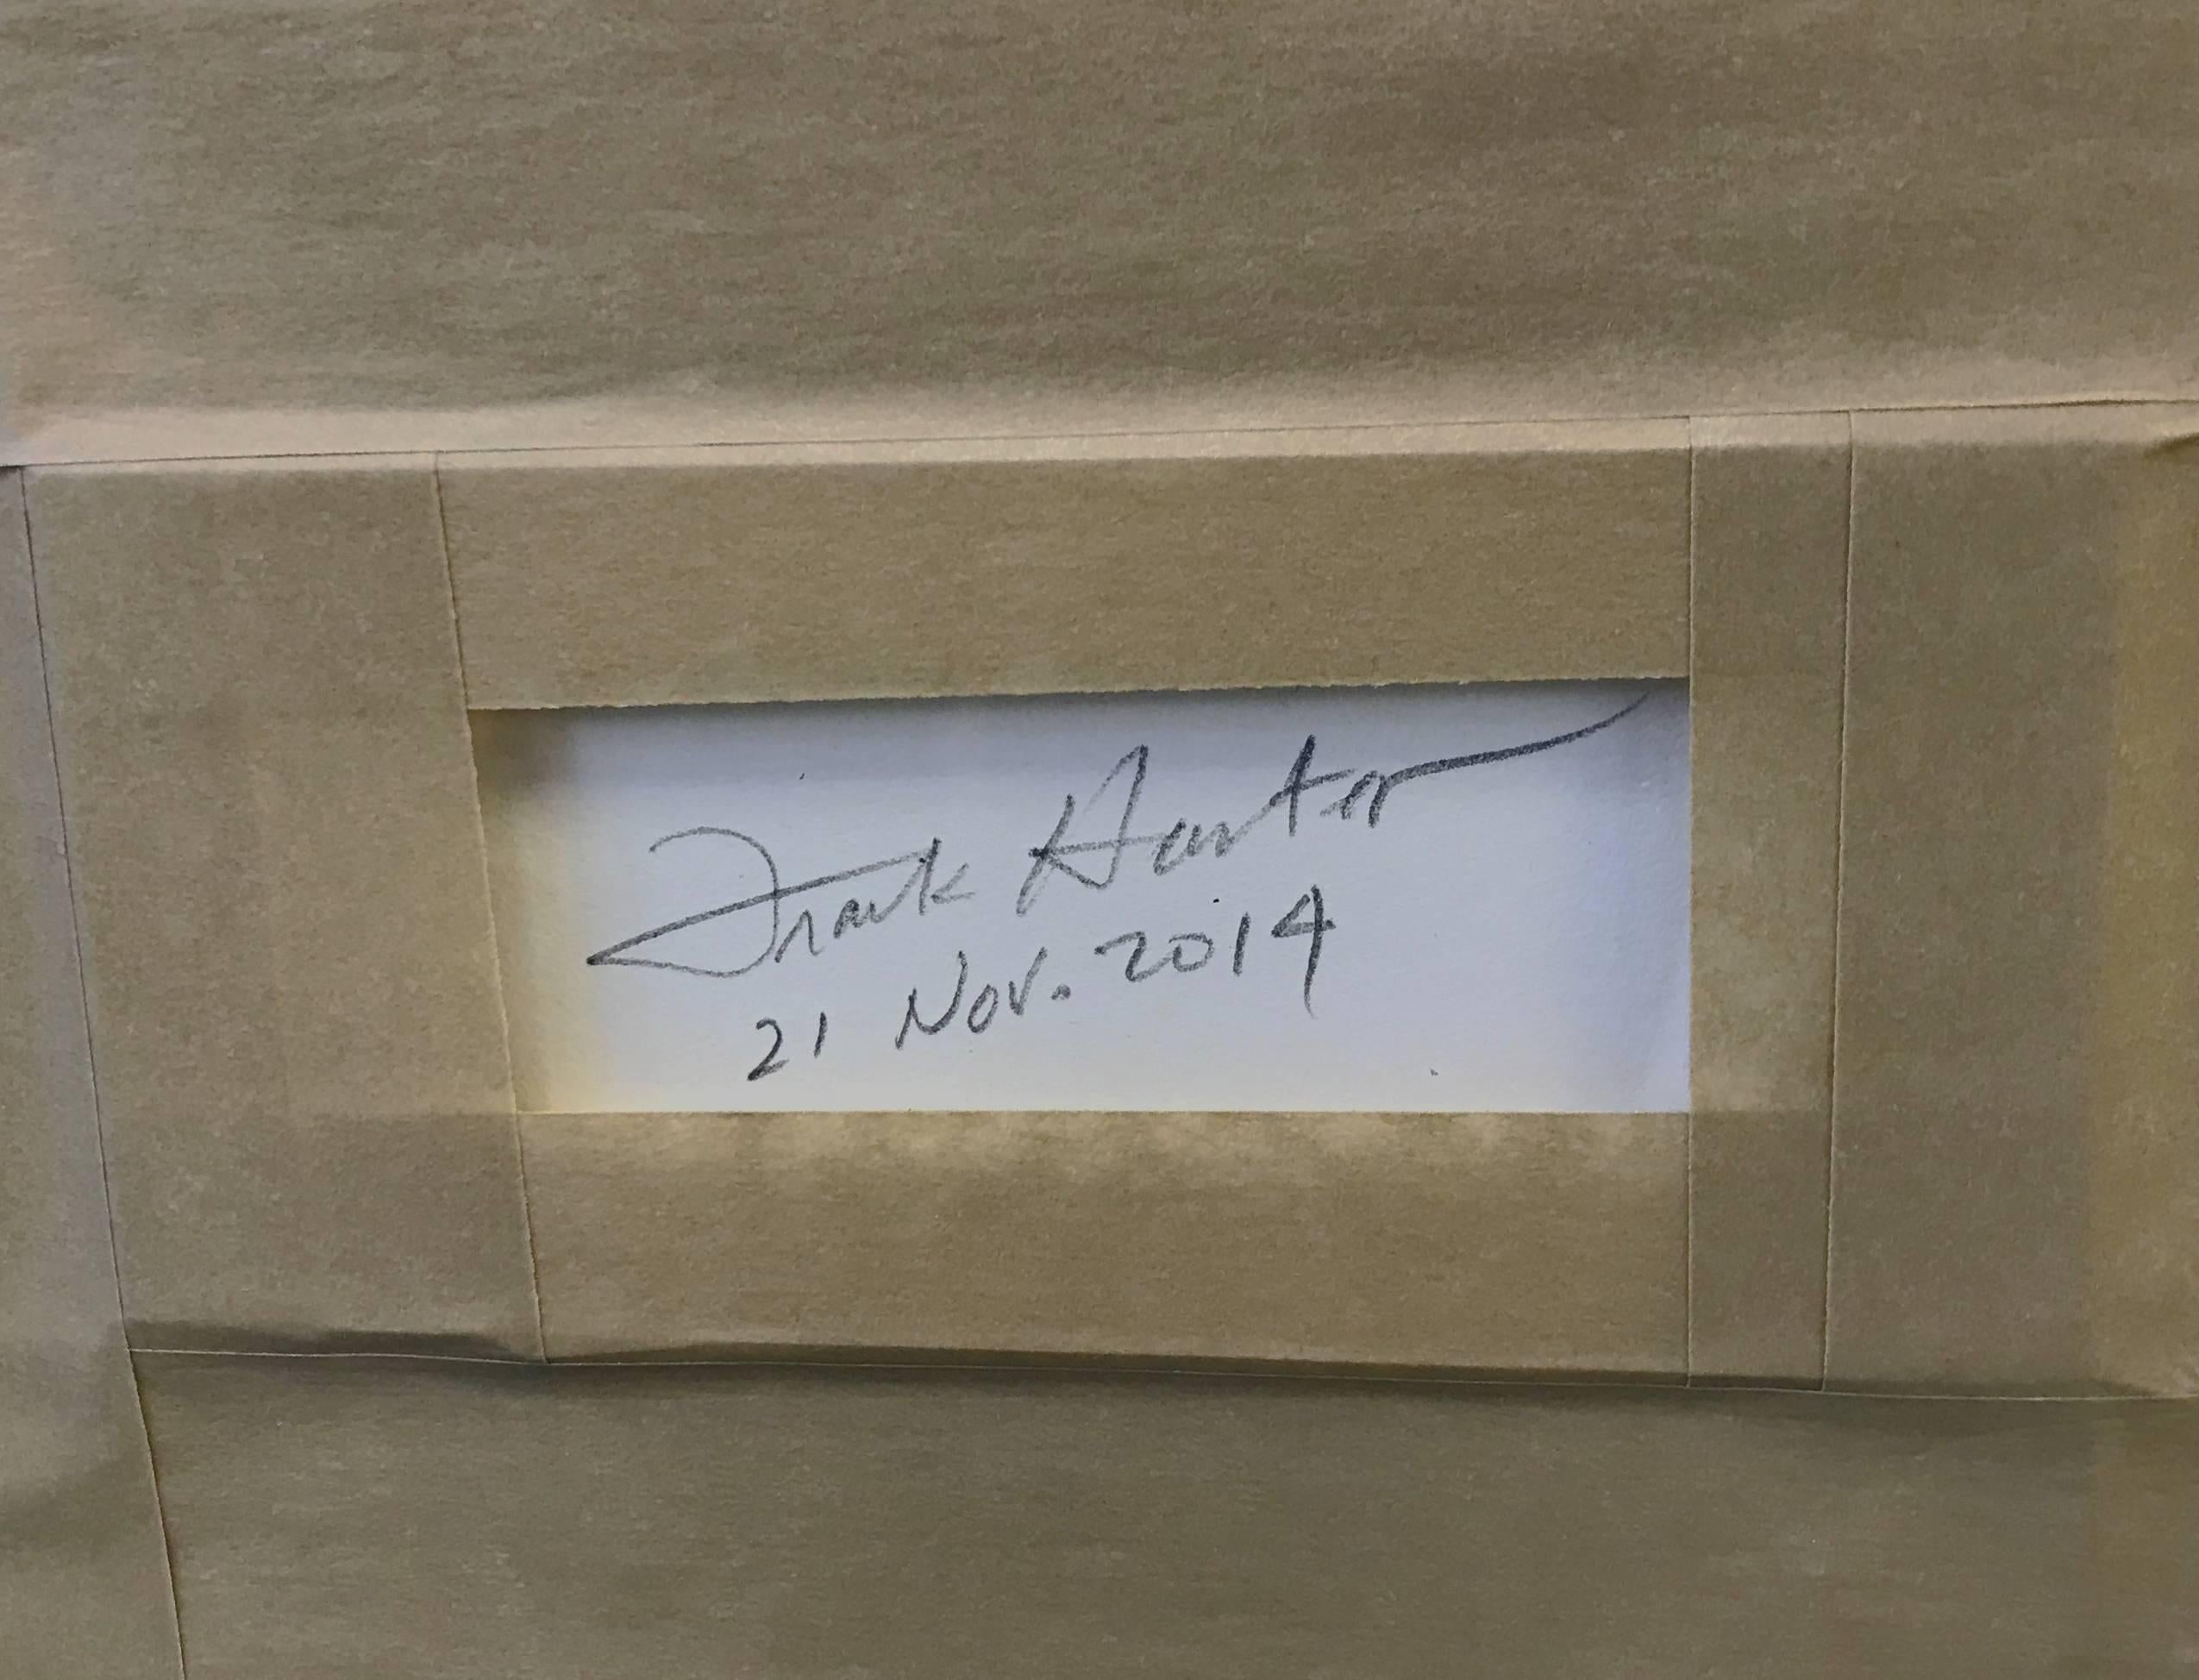 Frank Hunter
21 Nov. 2014